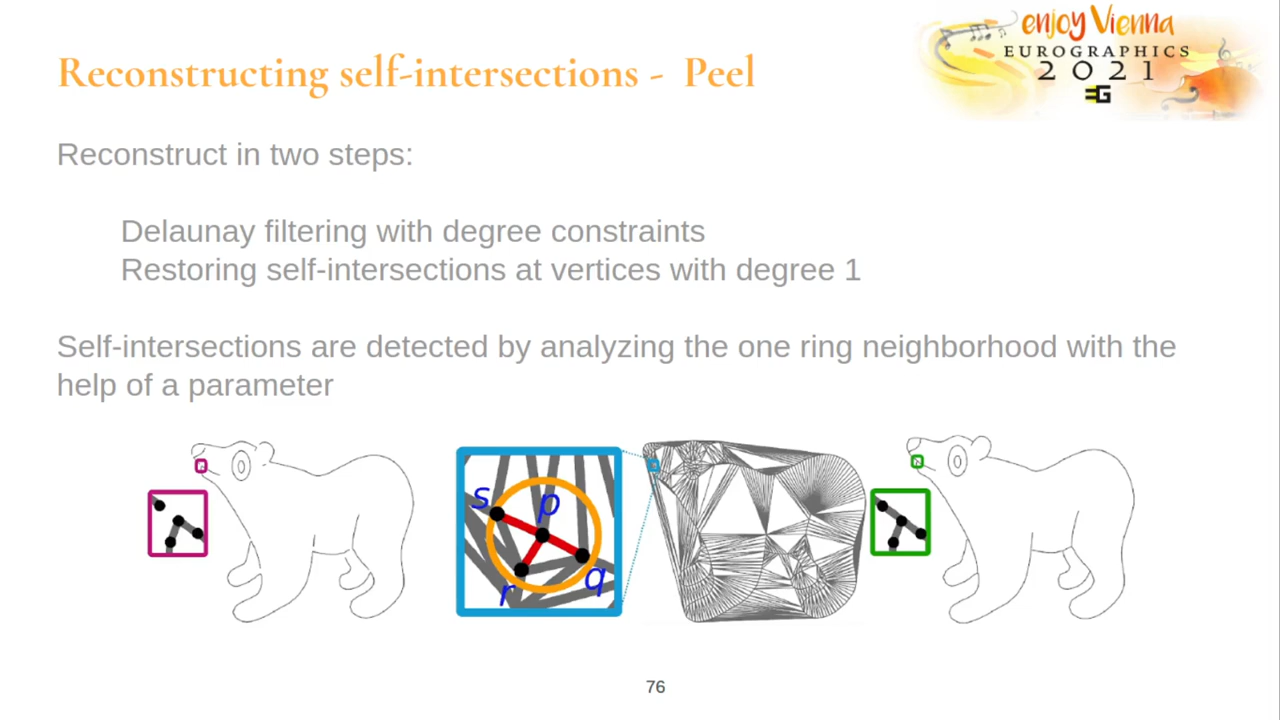 enjoy Vienna
EUROGRAPHICS
2021
EG
Reconstructing self-intersections - Peel
Reconstruct in two steps:
Delaunay filtering with degree constraints
Restoring self-intersections at vertices with degree 1
Self-intersections are detected by analyzing the one ring neighborhood with the
help of a parameter
s
p
q
r
76